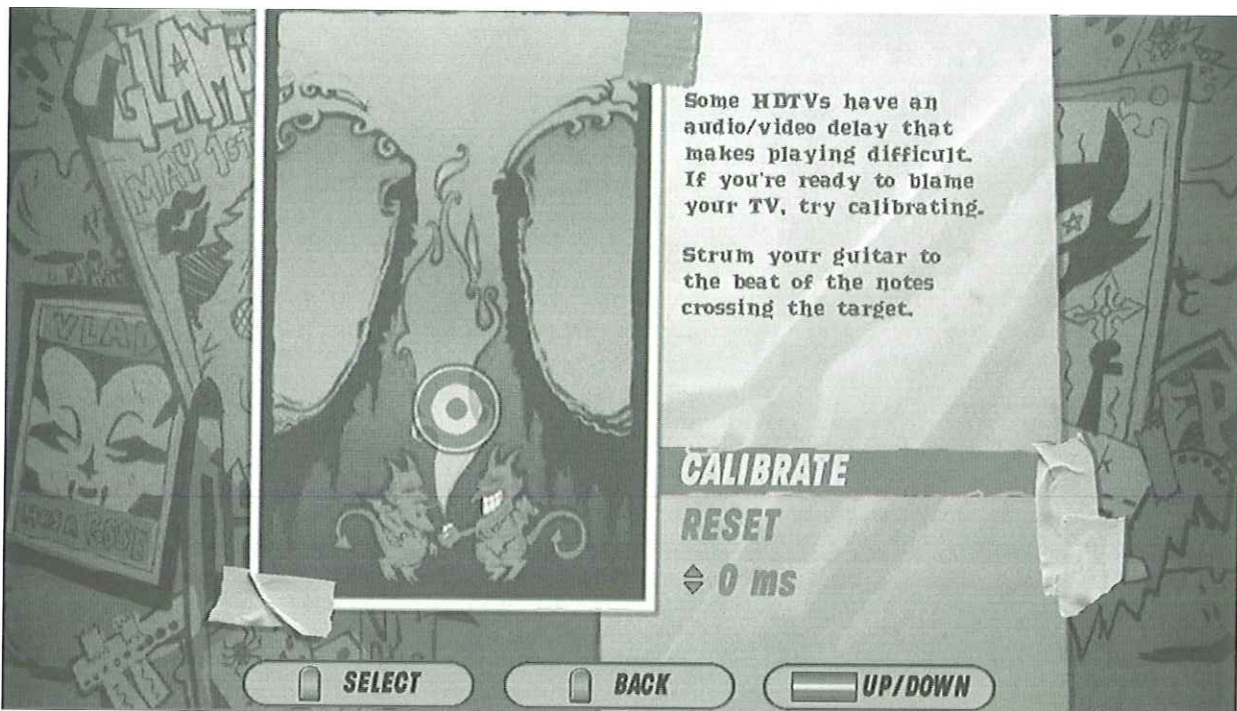 GLAM
MAY 1ST
VLAD
Some HDTVs have an
audio/video delay that
makes playing difficult.
If you're ready to blame
your TV, try calibrating.
Strum your guitar to
the beat of the notes
crossing the target.
CALIBRATE
RESET
0 ms
SELECT
BACK
UP/DOWN